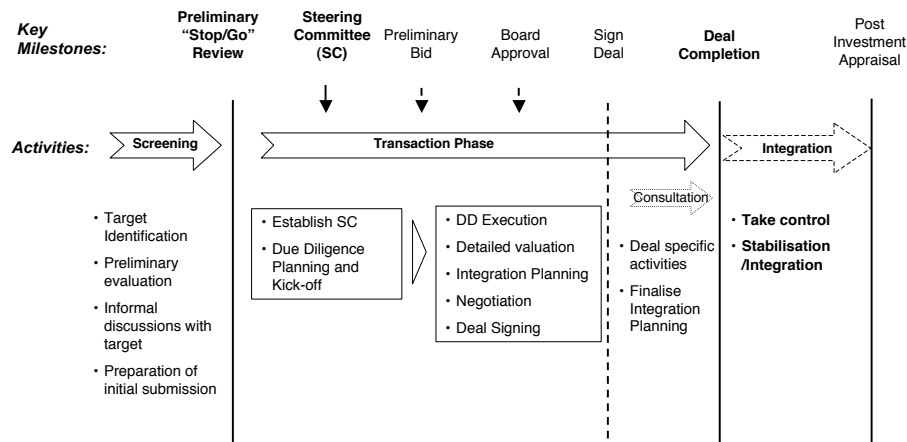 Key
Milestones:
Preliminary
“Stop/Go”
Review
Steering
Committee
(SC)
Preliminary
Bid
Board
Approval
Sign
Deal
Deal
Completion
Post
Investment
Appraisal
Activities:
Screening
Transaction Phase
Integration
Consultation
• Target
Identification
• Preliminary
evaluation
• Informal
discussions with
target
• Preparation of
initial submission
• Establish SC
• Due Diligence
Planning and
Kick-off
• DD Execution
• Detailed valuation
• Integration Planning
• Negotiation
• Deal Signing
• Deal specific
activities
• Finalise
Integration
Planning
• Take control
• Stabilisation
/Integration